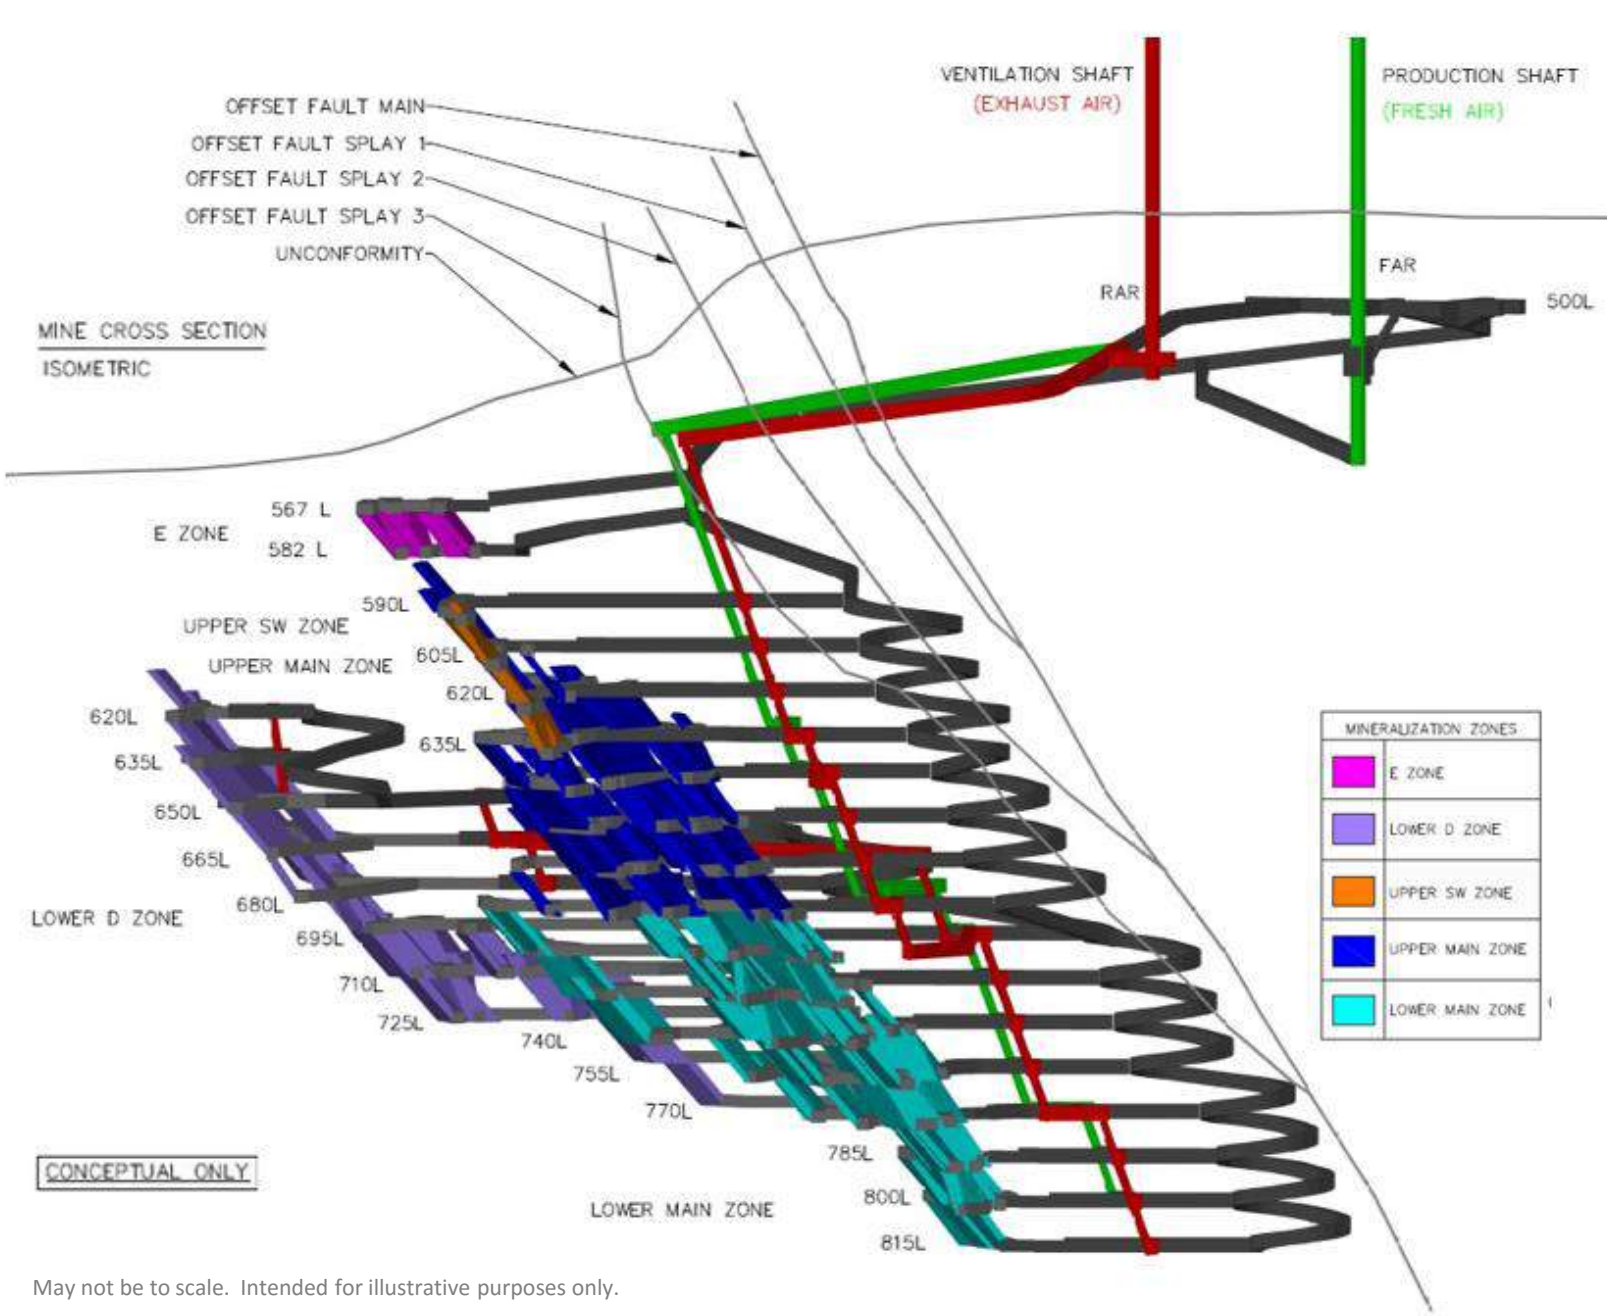 VENTILATION SHAFT
(EXHAUST AIR)
PRODUCTION SHAFT
(FRESH AIR)
OFFSET FAULT MAIN
OFFSET FAULT SPLAY 1
OFFSET FAULT SPLAY 2
OFFSET FAULT SPLAY 3
UNCONFORMITY
FAR
RAR
500L
MINE CROSS SECTION
ISOMETRIC
567 L
E ZONE
582 L
590L
UPPER SW ZONE
605L
UPPER MAIN ZONE
620L
620L
635L
635L
650L
665L
680L
LOWER D ZONE
695L
710L
725L
740L
755L
770L
785L
800L
815L
LOWER MAIN ZONE
MINERALIZATION ZONES
E ZONE
LOWER D ZONE
UPPER SW ZONE
UPPER MAIN ZONE
LOWER MAIN ZONE
CONCEPTUAL ONLY
May not be to scale. Intended for illustrative purposes only.